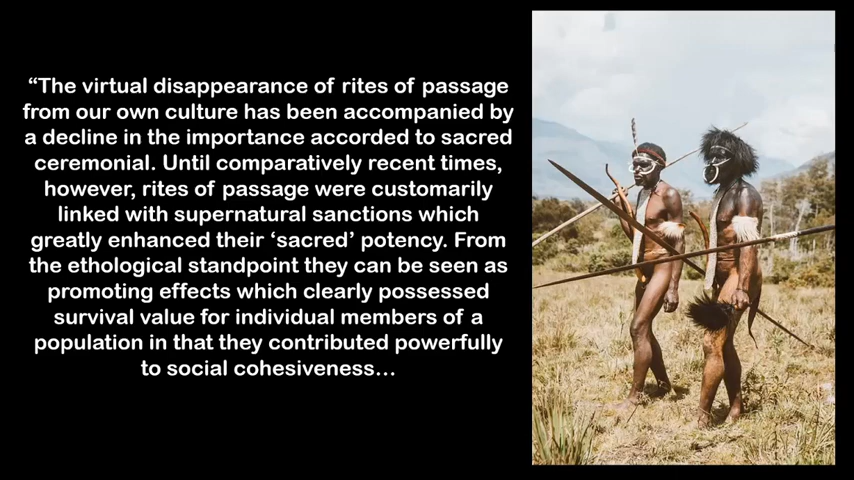 “The virtual disappearance of rites of passage
from our own culture has been accompanied by
a decline in the importance accorded to sacred
ceremonial. Until comparatively recent times,
however, rites of passage were customarily
linked with supernatural sanctions which
greatly enhanced their ‘sacred’ potency. From
the ethological standpoint they can be seen as
promoting effects which clearly possessed
survival value for individual members of a
population in that they contributed powerfully
to social cohesiveness…